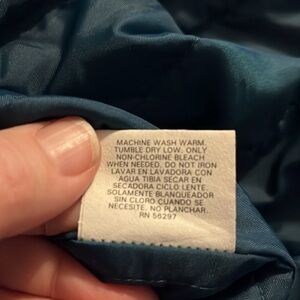 MACHINE WASH WARM.
TUMBLE DRY LOW. ONLY
NON-CHLORINE BLEACH
WHEN NEEDED. DO NOT IRON
LAVAR EN LAVADORA CON
AGUA TIBIA SECAR EN
SECADORA CICLO LENTE.
SOLAMENTE BLANQUEADOR
SIN CLORO CUANDO SE
NECESITE. NO PLANCHAR.
RN 56297